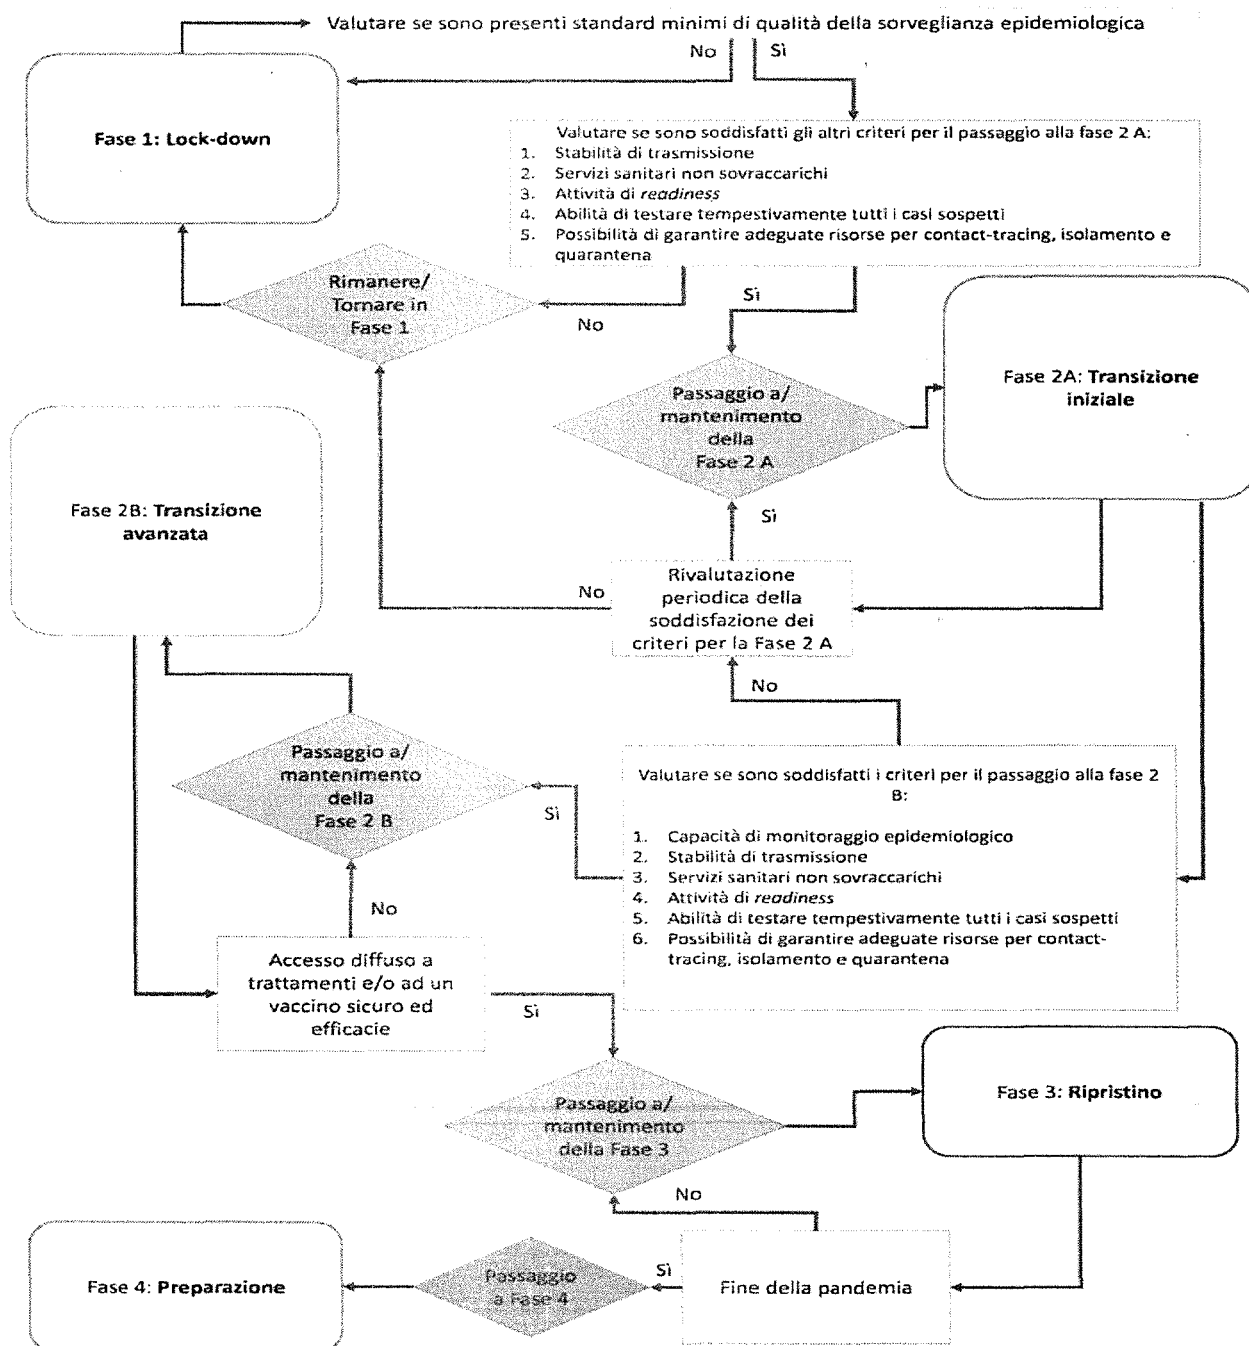 Valutare se sono presenti standard minimi di qualità della sorveglianza epidemiologica
No
Sì
Fase 1: Lock-down
Valutare se sono soddisfatti gli altri criteri per il passaggio alla fase 2 A:
1. Stabilità di trasmissione
2. Servizi sanitari non sovraccarichi
3. Attività di readiness
4. Abilità di testare tempestivamente tutti i casi sospetti
5. Possibilità di garantire adeguate risorse per contact-tracing, isolamento e
quarantena
Rimanere/
Tornare in
Fase 1
No
Sì
Passaggio a/
mantenimento
della
Fase 2 A
Fase 2A: Transizione
iniziale
Fase 2B: Transizione
avanzata
Sì
No
Rivalutazione
periodica della
soddisfazione dei
criteri per la Fase 2 A
No
Passaggio a/
mantenimento
della
Fase 2 B
Sì
Valutare se sono soddisfatti i criteri per il passaggio alla fase 2
B:
1. Capacità di monitoraggio epidemiologico
2. Stabilità di trasmissione
3. Servizi sanitari non sovraccarichi
4. Attività di readiness
5. Abilità di testare tempestivamente tutti i casi sospetti
6. Possibilità di garantire adeguate risorse per contact-
tracing, isolamento e quarantena
No
Accesso diffuso a
trattamenti e/o ad un
vaccino sicuro ed
efficacie
Sì
Passaggio a/
mantenimento
della Fase 3
Fase 3: Ripristino
No
Fase 4: Preparazione
Passaggio
a Fase 4
Sì
Fine della pandemia